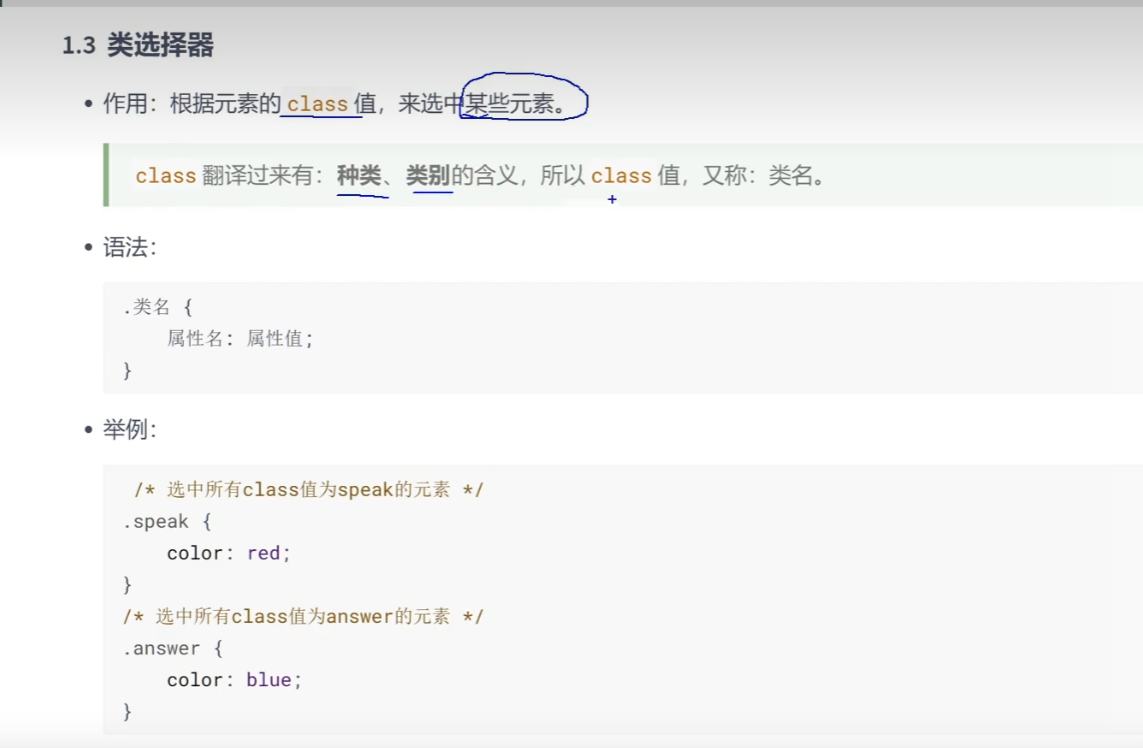 1.3 类选择器
• 作用：根据元素的 class 值，来选中某些元素。
class 翻译过来有：种类、类别的含义，所以 class 值，又称：类名。
• 语法：
.类名 {
    属性名: 属性值;
}
• 举例：
/* 选中所有class值为speak的元素 */
.speak {
    color: red;
}
/* 选中所有class值为answer的元素 */
.answer {
    color: blue;
}